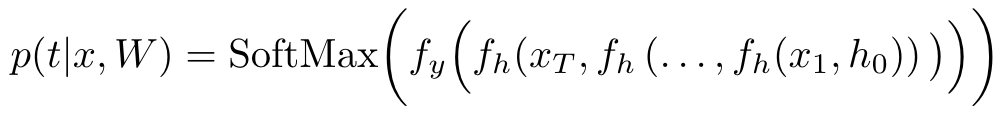 p(t|x, W) = SoftMax(f_y(f_h(x_T, f_h (..., f_h(x_1, h_0)) )))